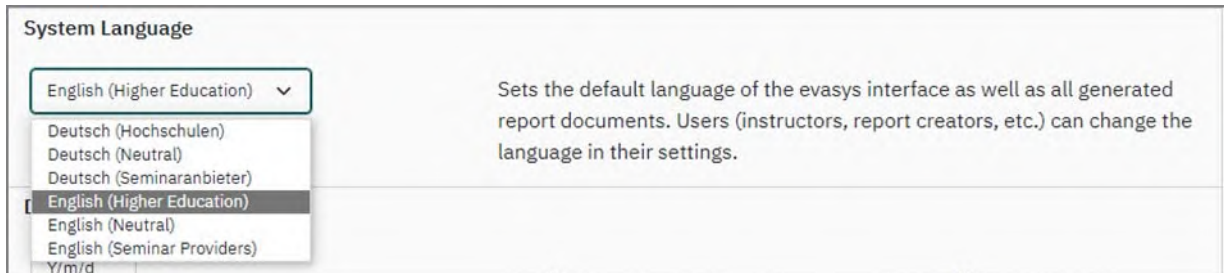 System Language
English (Higher Education)
Sets the default language of the evasys interface as well as all generated
report documents. Users (instructors, report creators, etc.) can change the
language in their settings.
Deutsch (Hochschulen)
Deutsch (Neutral)
Deutsch (Seminaranbieter)
English (Higher Education)
English (Neutral)
English (Seminar Providers)
Y/m/d